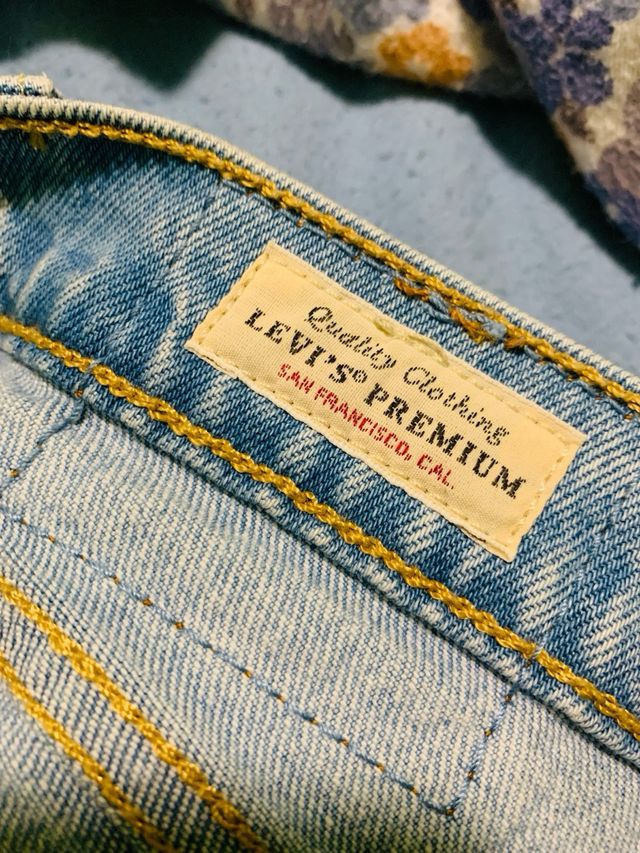 Quality Clothing
LEVI'S® PREMIUM
SAN FRANCISCO, CAL.